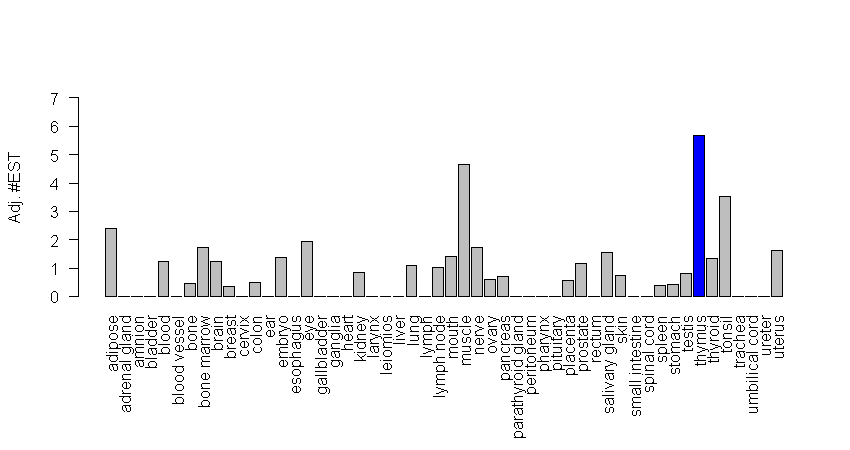 Adj. #EST
7
6
5
4
3
2
1
0
adipose
adrenal gland
amnion
bladder
blood
blood vessel
bone
bone marrow
brain
breast
cervix
colon
ear
embryo
esophagus
eye
gallbladder
ganglia
heart
kidney
larynx
leiomios
liver
lung
lymph
lymph node
mouth
muscle
nerve
ovary
pancreas
parathyroid gland
peritoneum
pharynx
pituitary
placenta
prostate
rectum
salivary gland
skin
small intestine
spinal cord
spleen
stomach
testis
thymus
thyroid
tonsil
trachea
umbilical cord
ureter
uterus